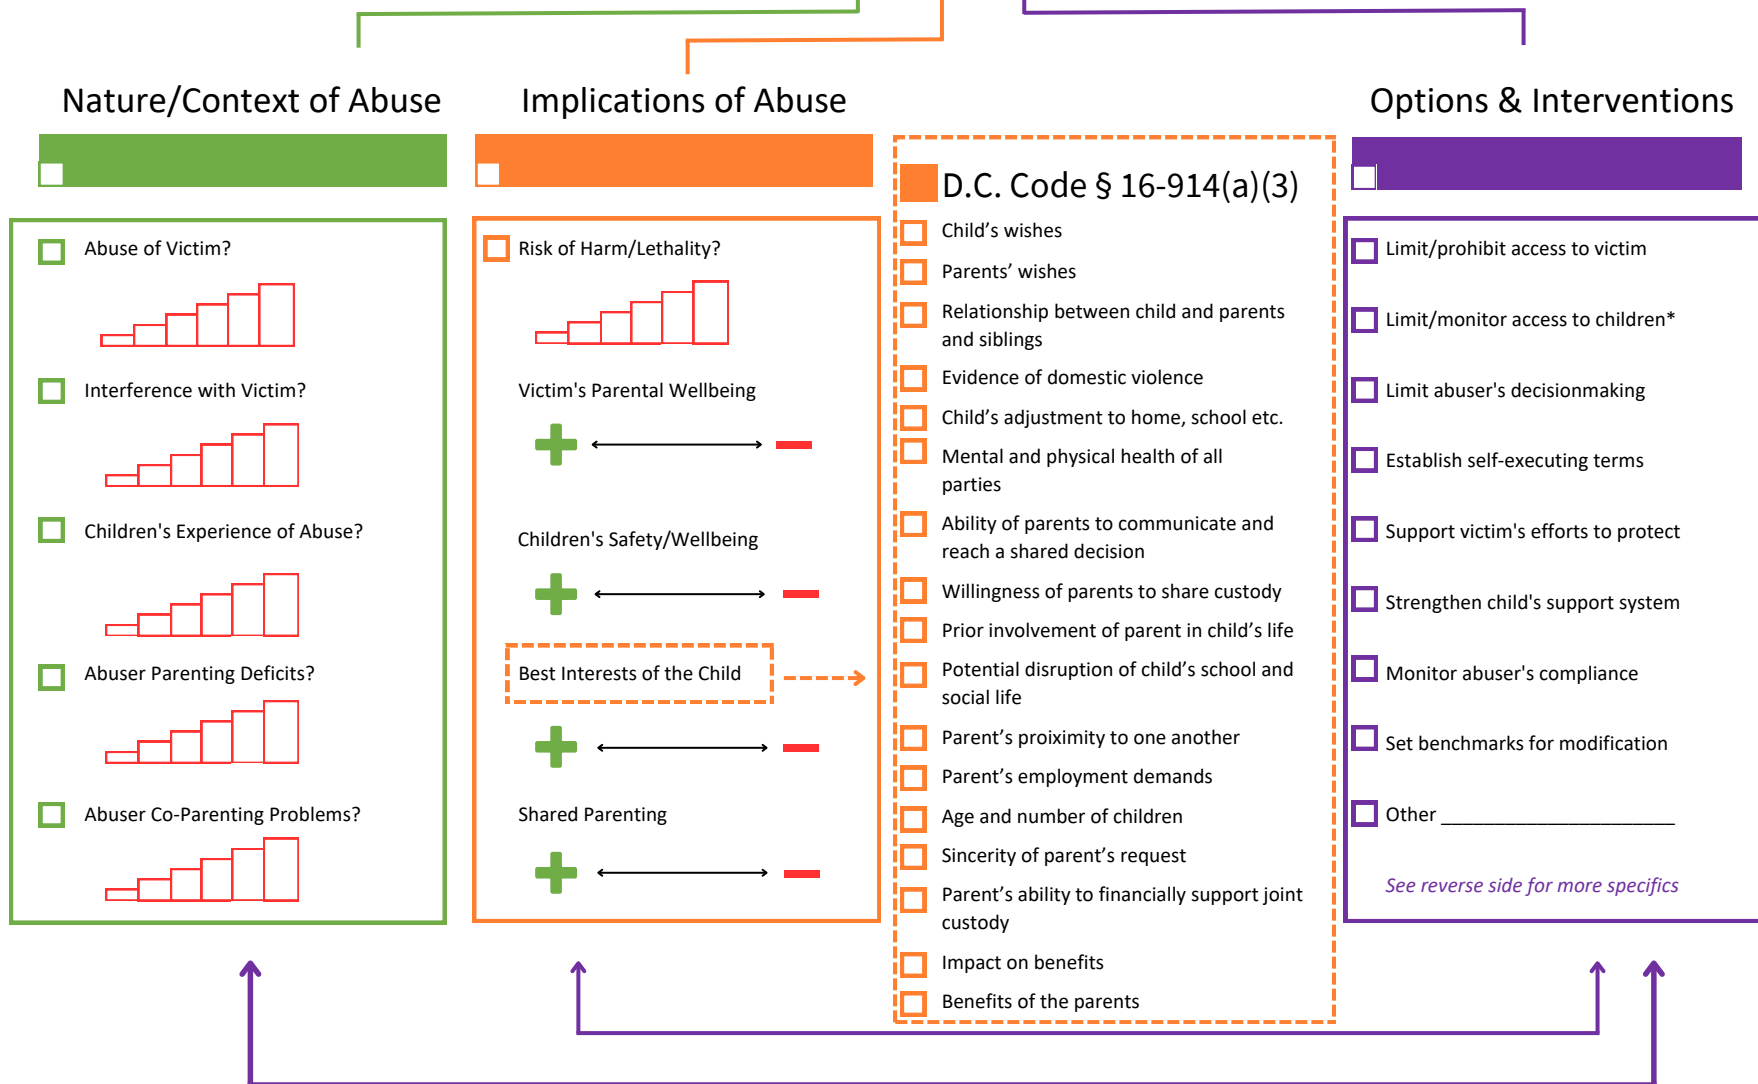 Nature/Context of Abuse
Abuse of Victim?
Interference with Victim?
Children's Experience of Abuse?
Abuser Parenting Deficits?
Abuser Co-Parenting Problems?
Implications of Abuse
Risk of Harm/Lethality?
Victim's Parental Wellbeing
Children's Safety/Wellbeing
Best Interests of the Child
Shared Parenting
D.C. Code § 16-914(a)(3)
Child’s wishes
Parents’ wishes
Relationship between child and parents
and siblings
Evidence of domestic violence
Child’s adjustment to home, school etc.
Mental and physical health of all
parties
Ability of parents to communicate and
reach a shared decision
Willingness of parents to share custody
Prior involvement of parent in child’s life
Potential disruption of child’s school and
social life
Parent’s proiximity to one another
Parent’s employment demands
Age and number of children
Sincerity of parent’s request
Parent’s ability to financially support joint
custody
Impact on benefits
Benefits of the parents
Options & Interventions
Limit/prohibit access to victim
Limit/monitor access to children*
Limit abuser's decisionmaking
Establish self-executing terms
Support victim's efforts to protect
Strengthen child's support system
Monitor abuser's compliance
Set benchmarks for modification
Other ______________________
See reverse side for more specifics